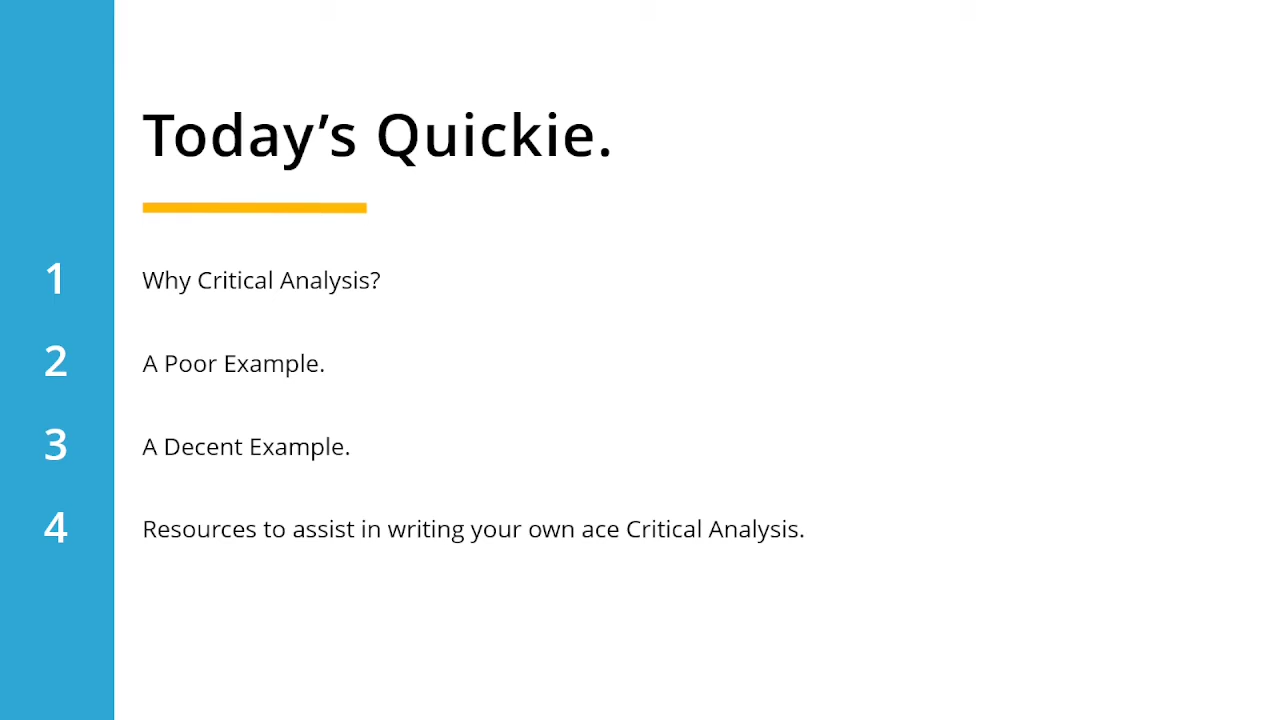 Today’s Quickie.
1 Why Critical Analysis?
2 A Poor Example.
3 A Decent Example.
4 Resources to assist in writing your own ace Critical Analysis.